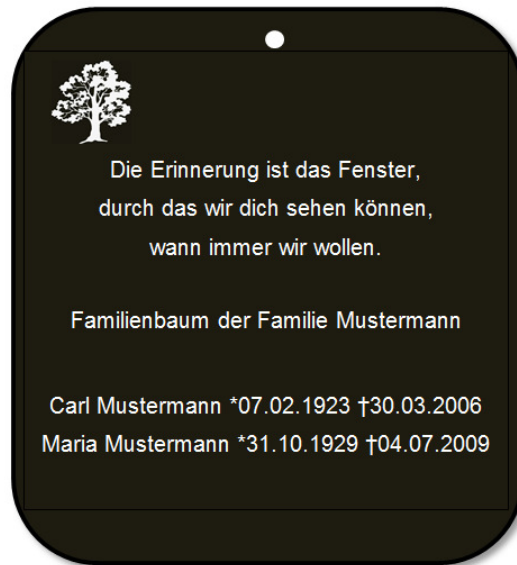 Die Erinnerung ist das Fenster,
durch das wir dich sehen können,
wann immer wir wollen.
Familienbaum der Familie Mustermann
Carl Mustermann *07.02.1923 †30.03.2006
Maria Mustermann *31.10.1929 †04.07.2009